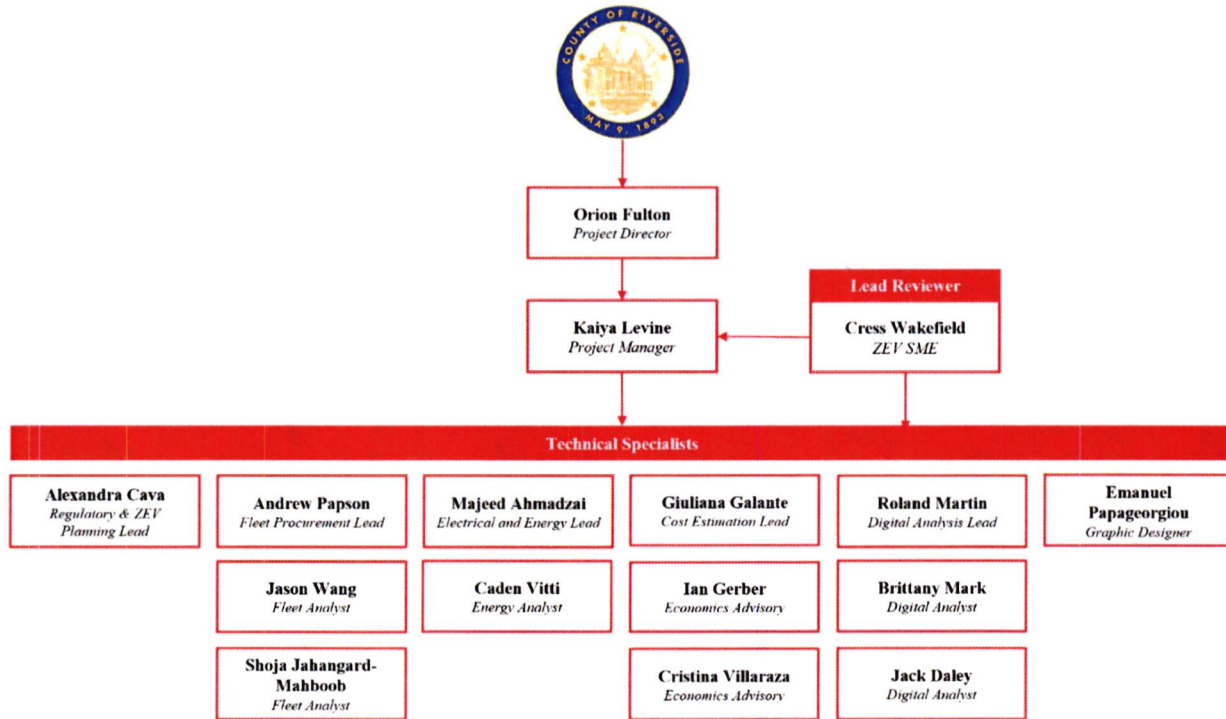 COUNTY OF RIVERSIDE
MAY 9, 1893
Orion Fulton
Project Director
Lead Reviewer
Kaiya Levine
Project Manager
Cress Wakefield
ZEV SME
Technical Specialists
Alexandra Cava
Regulatory & ZEV
Planning Lead
Andrew Papson
Fleet Procurement Lead
Majeed Ahmadzai
Electrical and Energy Lead
Giuliana Galante
Cost Estimation Lead
Roland Martin
Digital Analysis Lead
Emanuel
Papageorgiou
Graphic Designer
Jason Wang
Fleet Analyst
Caden Vitti
Energy Analyst
Ian Gerber
Economics Advisory
Brittany Mark
Digital Analyst
Shoja Jahangard-
Mahboob
Fleet Analyst
Cristina Villaraza
Economics Advisory
Jack Daley
Digital Analyst